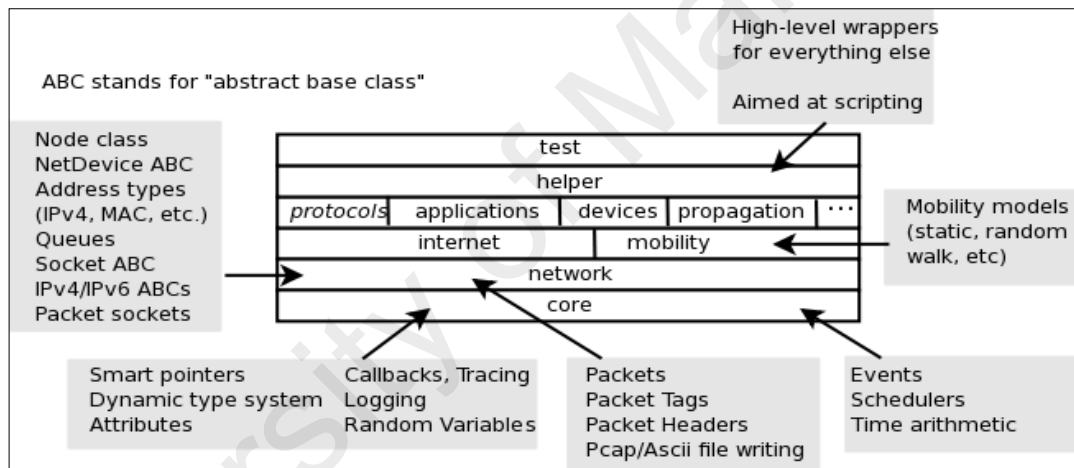 High-level wrappers
for everything else
Aimed at scripting
ABC stands for "abstract base class"
Node class
NetDevice ABC
Address types
(IPv4, MAC, etc.)
Queues
Socket ABC
IPv4/IPv6 ABCs
Packet sockets
test
helper
protocols
applications
devices
propagation
...
internet
mobility
network
core
Mobility models
(static, random
walk, etc)
Smart pointers
Dynamic type system
Attributes
Callbacks, Tracing
Logging
Random Variables
Packets
Packet Tags
Packet Headers
Pcap/Ascii file writing
Events
Schedulers
Time arithmetic